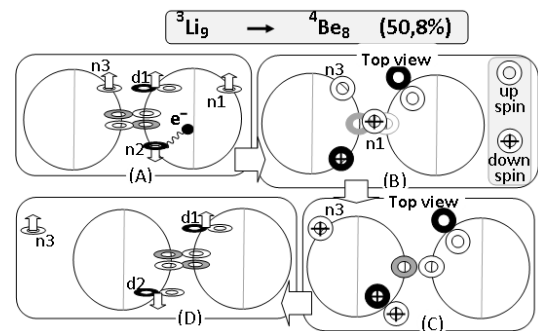 ³Li₉ → ⁴Be₈ (50,8%)
n3 d1 n1
e⁻
n2
(A)
Top view
n3
n1
(B)
up
spin
down
spin
d1
n3
d2
(D)
Top view
n3
(C)